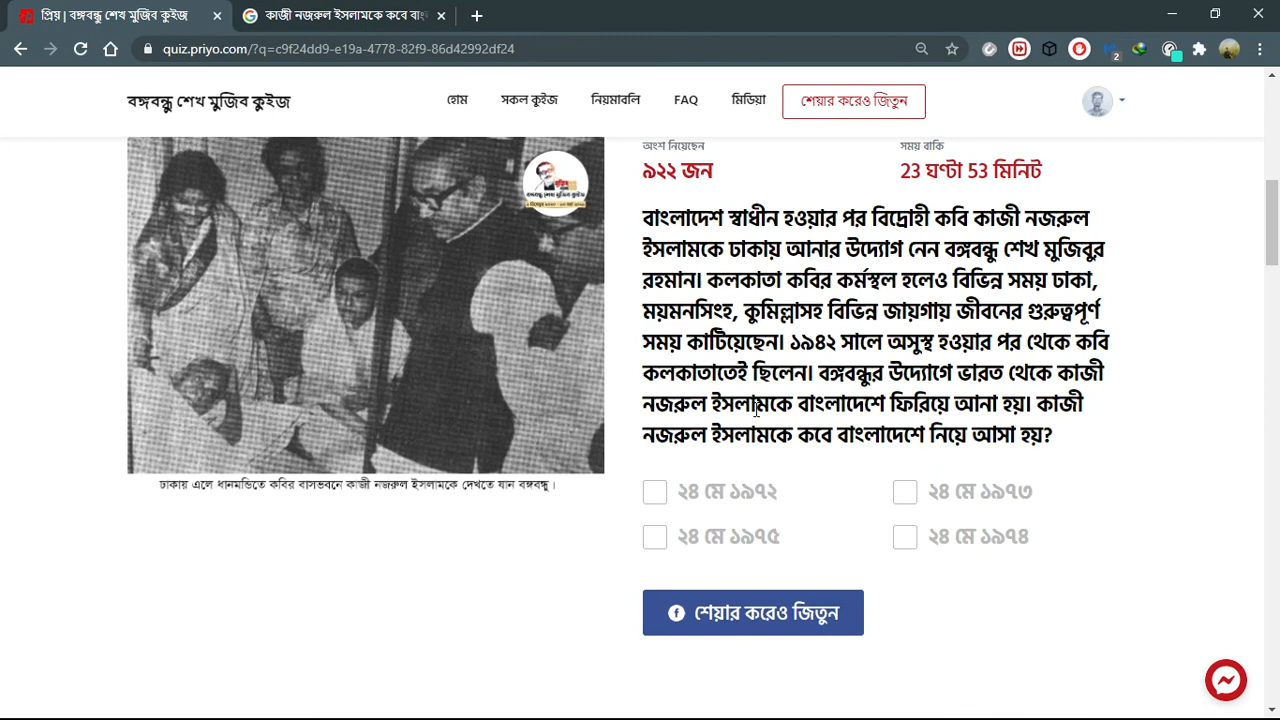 প্রিয় | বঙ্গবন্ধু শেখ মুজিব কুইজ
কাজী নজরুল ইসলামকে কবে বাং
quiz.priyo.com/?q=c9f24dd9-e19a-4778-82f9-86d42992df24
2
বঙ্গবন্ধু শেখ মুজিব কুইজ
হোম
সকল কুইজ
নিয়মাবলি
FAQ
মিডিয়া
শেয়ার করেও জিতুন
অংশ নিয়েছেন
৯২২ জন
সময় বাকি
23 ঘণ্টা 53 মিনিট
বাংলাদেশ স্বাধীন হওয়ার পর বিদ্রোহী কবি কাজী নজরুল
ইসলামকে ঢাকায় আনার উদ্যোগ নেন বঙ্গবন্ধু শেখ মুজিবুর
রহমান। কলকাতা কবির কর্মস্থল হলেও বিভিন্ন সময় ঢাকা,
ময়মনসিংহ, কুমিল্লাসহ বিভিন্ন জায়গায় জীবনের গুরুত্বপূর্ণ
সময় কাটিয়েছেন। ১৯৪২ সালে অসুস্থ হওয়ার পর থেকে কবি
কলকাতাতেই ছিলেন। বঙ্গবন্ধুর উদ্যোগে ভারত থেকে কাজী
নজরুল ইসলামকে বাংলাদেশে ফিরিয়ে আনা হয়। কাজী
নজরুল ইসলামকে কবে বাংলাদেশে নিয়ে আসা হয়?
ঢাকায় এলে ধানমন্ডিতে কবির বাসভবনে কাজী নজরুল ইসলামকে দেখতে যান বঙ্গবন্ধু।
২৪ মে ১৯৭২
২৪ মে ১৯৭৩
২৪ মে ১৯৭৫
২৪ মে ১৯৭৪
শেয়ার করেও জিতুন